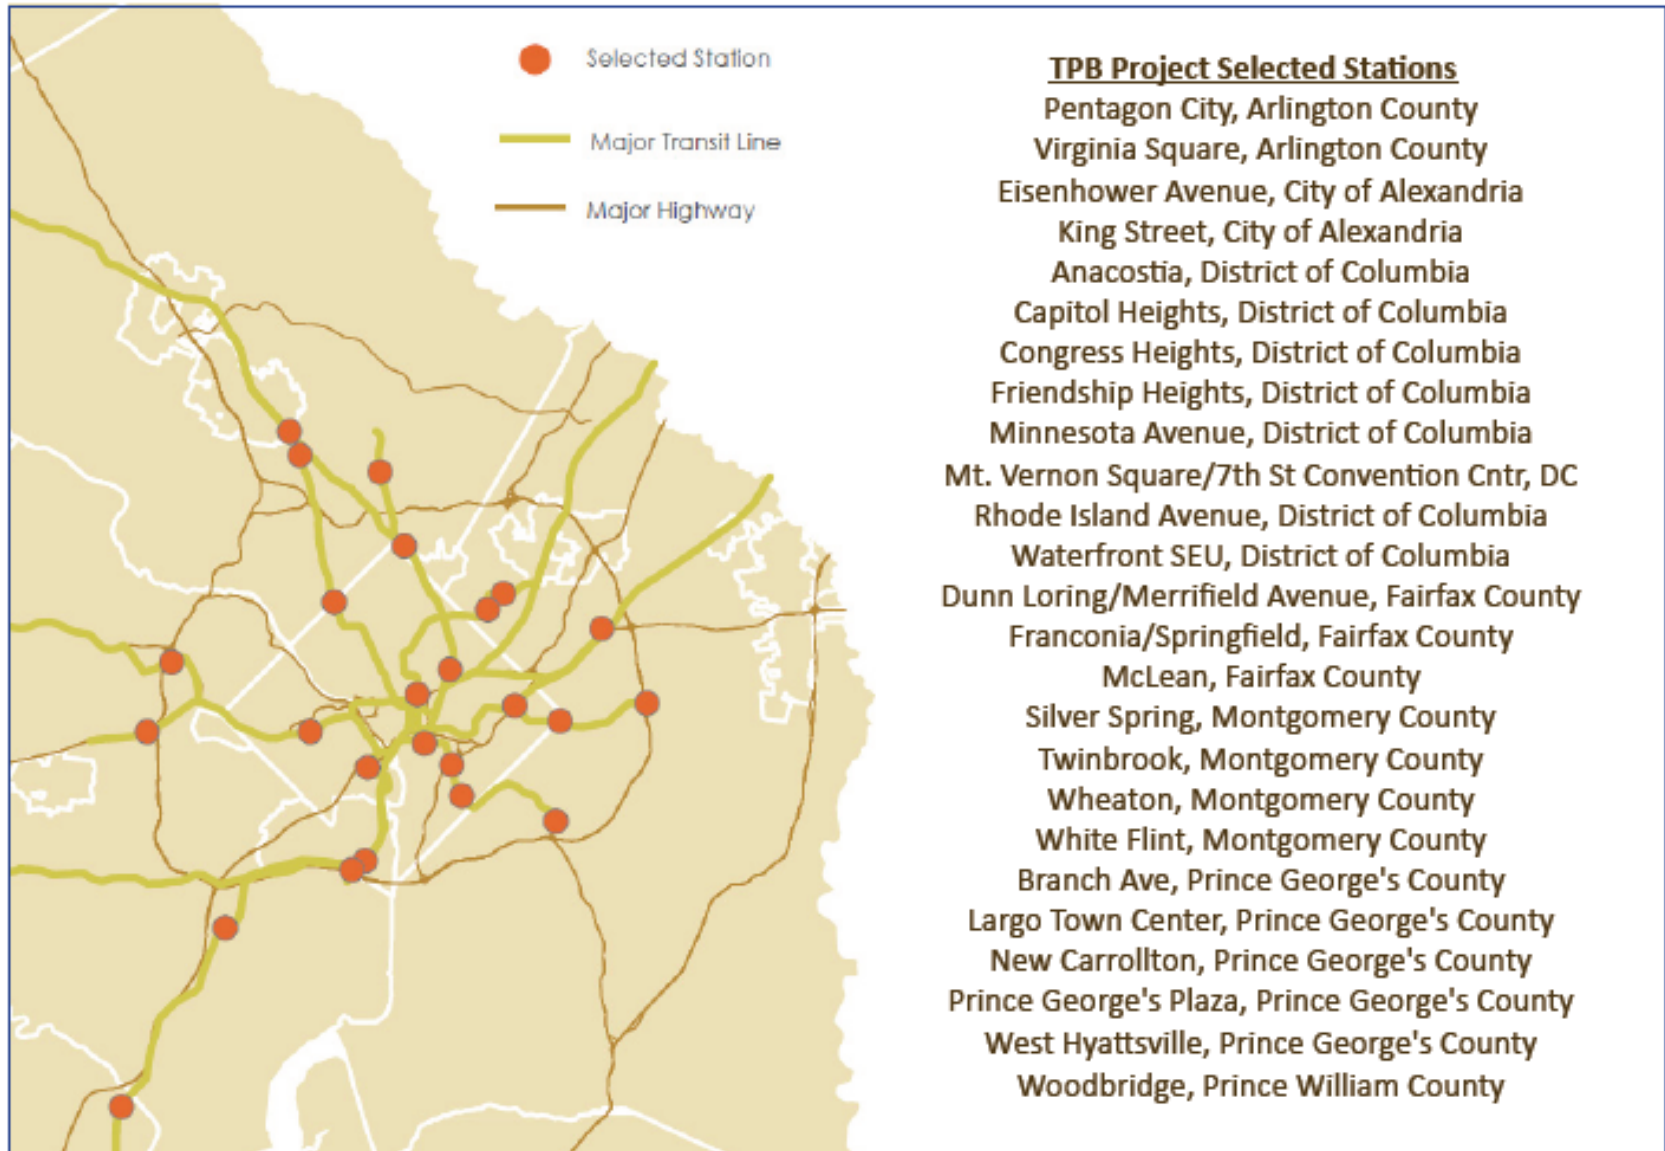 Selected Station
Major Transit Line
Major Highway
TPB Project Selected Stations
Pentagon City, Arlington County
Virginia Square, Arlington County
Eisenhower Avenue, City of Alexandria
King Street, City of Alexandria
Anacostia, District of Columbia
Capitol Heights, District of Columbia
Congress Heights, District of Columbia
Friendship Heights, District of Columbia
Minnesota Avenue, District of Columbia
Mt. Vernon Square/7th St Convention Cntr, DC
Rhode Island Avenue, District of Columbia
Waterfront SEU, District of Columbia
Dunn Loring/Merrifield Avenue, Fairfax County
Franconia/Springfield, Fairfax County
McLean, Fairfax County
Silver Spring, Montgomery County
Twinbrook, Montgomery County
Wheaton, Montgomery County
White Flint, Montgomery County
Branch Ave, Prince George's County
Largo Town Center, Prince George's County
New Carrollton, Prince George's County
Prince George's Plaza, Prince George's County
West Hyattsville, Prince George's County
Woodbridge, Prince William County